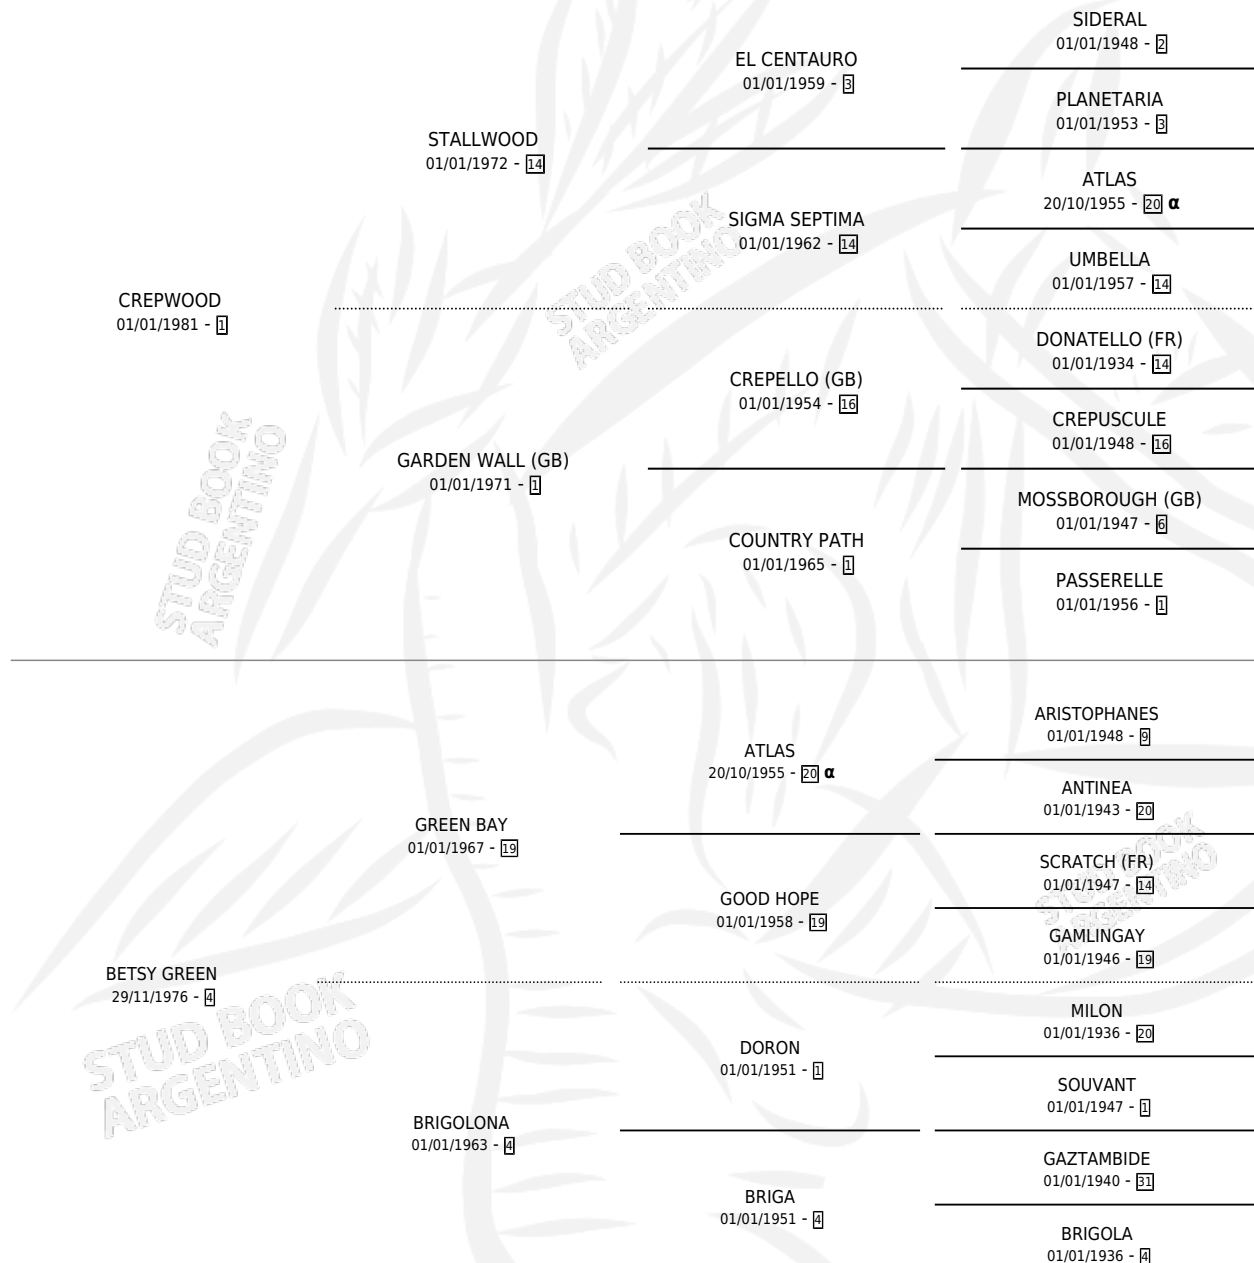 SIDERAL
01/01/1948 - 2
EL CENTAURO
01/01/1959 - 3
PLANETARIA
01/01/1953 - 3
STALLWOOD
01/01/1972 - 14
ATLAS
20/10/1955 - 20 α
SIGMA SEPTIMA
01/01/1962 - 14
UMBELLA
01/01/1957 - 14
CREPWOOD
01/01/1981 - 1
DONATELLO (FR)
01/01/1934 - 14
CREPELLO (GB)
01/01/1954 - 16
CREPUSCULE
01/01/1948 - 16
GARDEN WALL (GB)
01/01/1971 - 1
MOSSBOROUGH (GB)
01/01/1947 - 6
COUNTRY PATH
01/01/1965 - 1
PASSERELLE
01/01/1956 - 1
ARISTOPHANES
01/01/1948 - 9
ATLAS
20/10/1955 - 20 α
ANTINEA
01/01/1943 - 20
GREEN BAY
01/01/1967 - 19
SCRATCH (FR)
01/01/1947 - 14
GOOD HOPE
01/01/1958 - 19
GAMLINGAY
01/01/1946 - 19
BETSY GREEN
29/11/1976 - 4
MILON
01/01/1936 - 20
DORON
01/01/1951 - 1
SOUVANT
01/01/1947 - 1
BRIGOLONA
01/01/1963 - 4
GAZTAMBIDE
01/01/1940 - 31
BRIGA
01/01/1951 - 4
BRIGOLA
01/01/1936 - 4
STUD BOOK
ARGENTINO
STUD BOOK
ARGENTINO
STUD BOOK
ARGENTINO
STUD BOOK
ARGENTINO